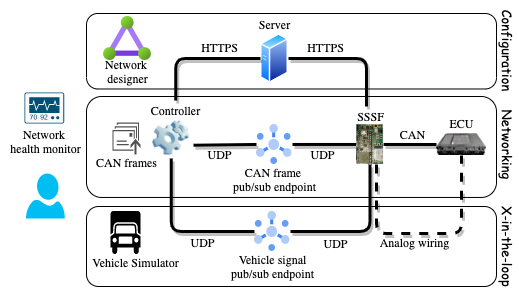 Server
HTTPS
HTTPS
Network
designer
Configuration
Controller
SSSF
ECU
CAN
70 92
CAN frames
UDP
UDP
CAN frame
pub/sub endpoint
Network
health monitor
Networking
Analog wiring
UDP
UDP
Vehicle Simulator
Vehicle signal
pub/sub endpoint
X-in-the-loop